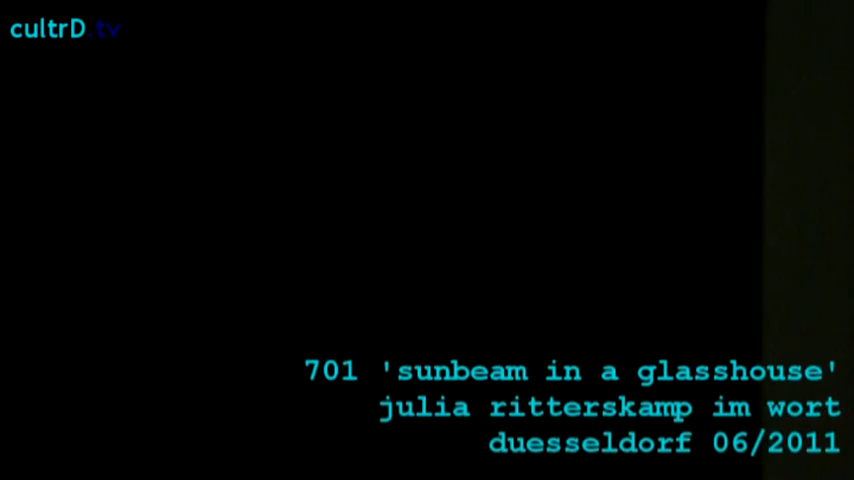 cultrD.tv
701 'sunbeam in a glasshouse'
julia ritterskamp im wort
duesseldorf 06/2011